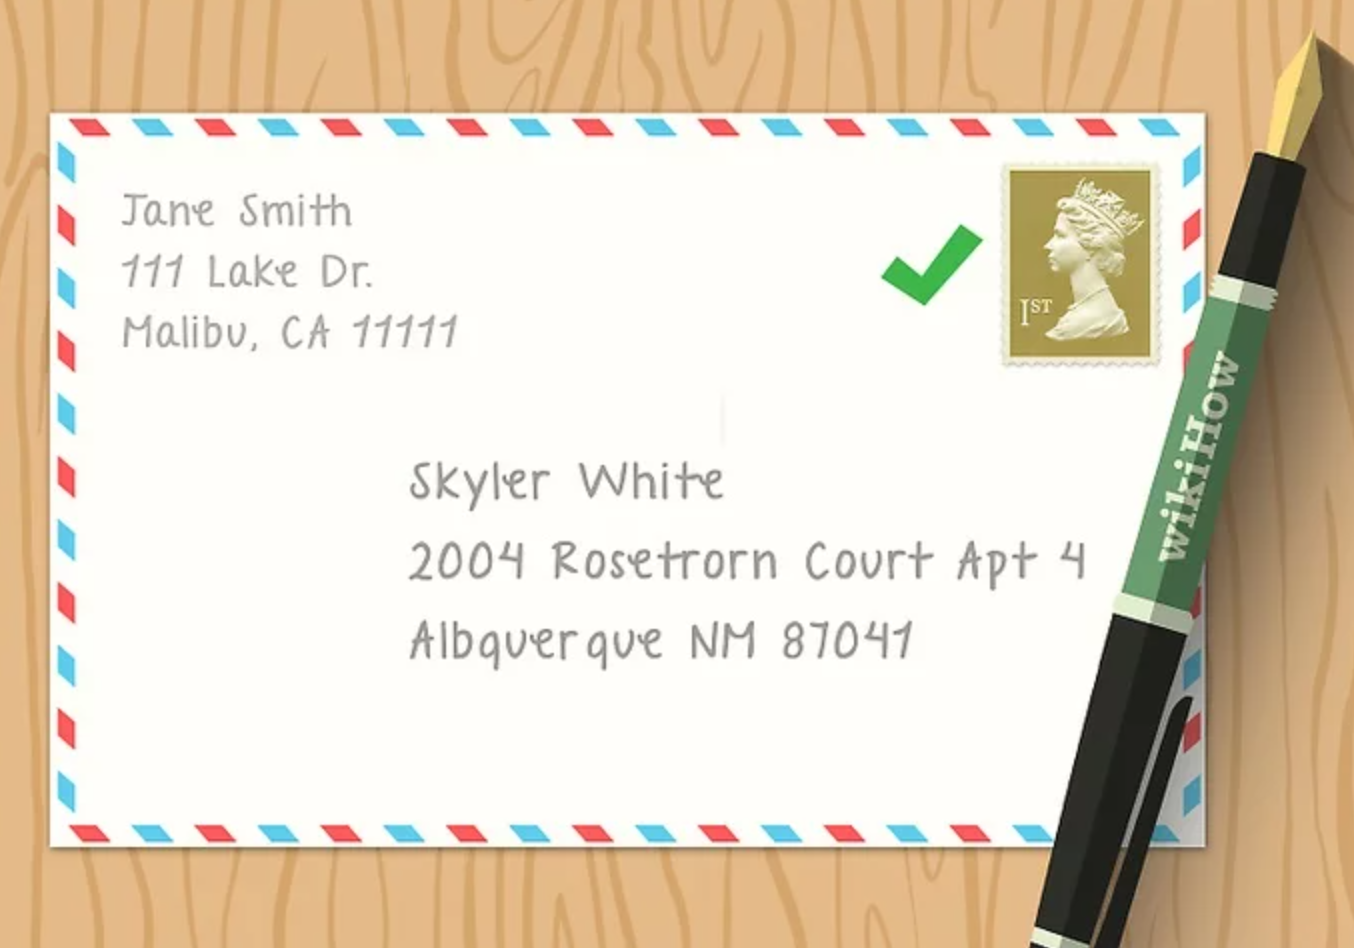 Jane Smith
111 Lake Dr.
Malibu, CA 11111
1ST
Skyler White
2004 Rosetrorn Court Apt 4
Albquerque NM 87041
wikiHow